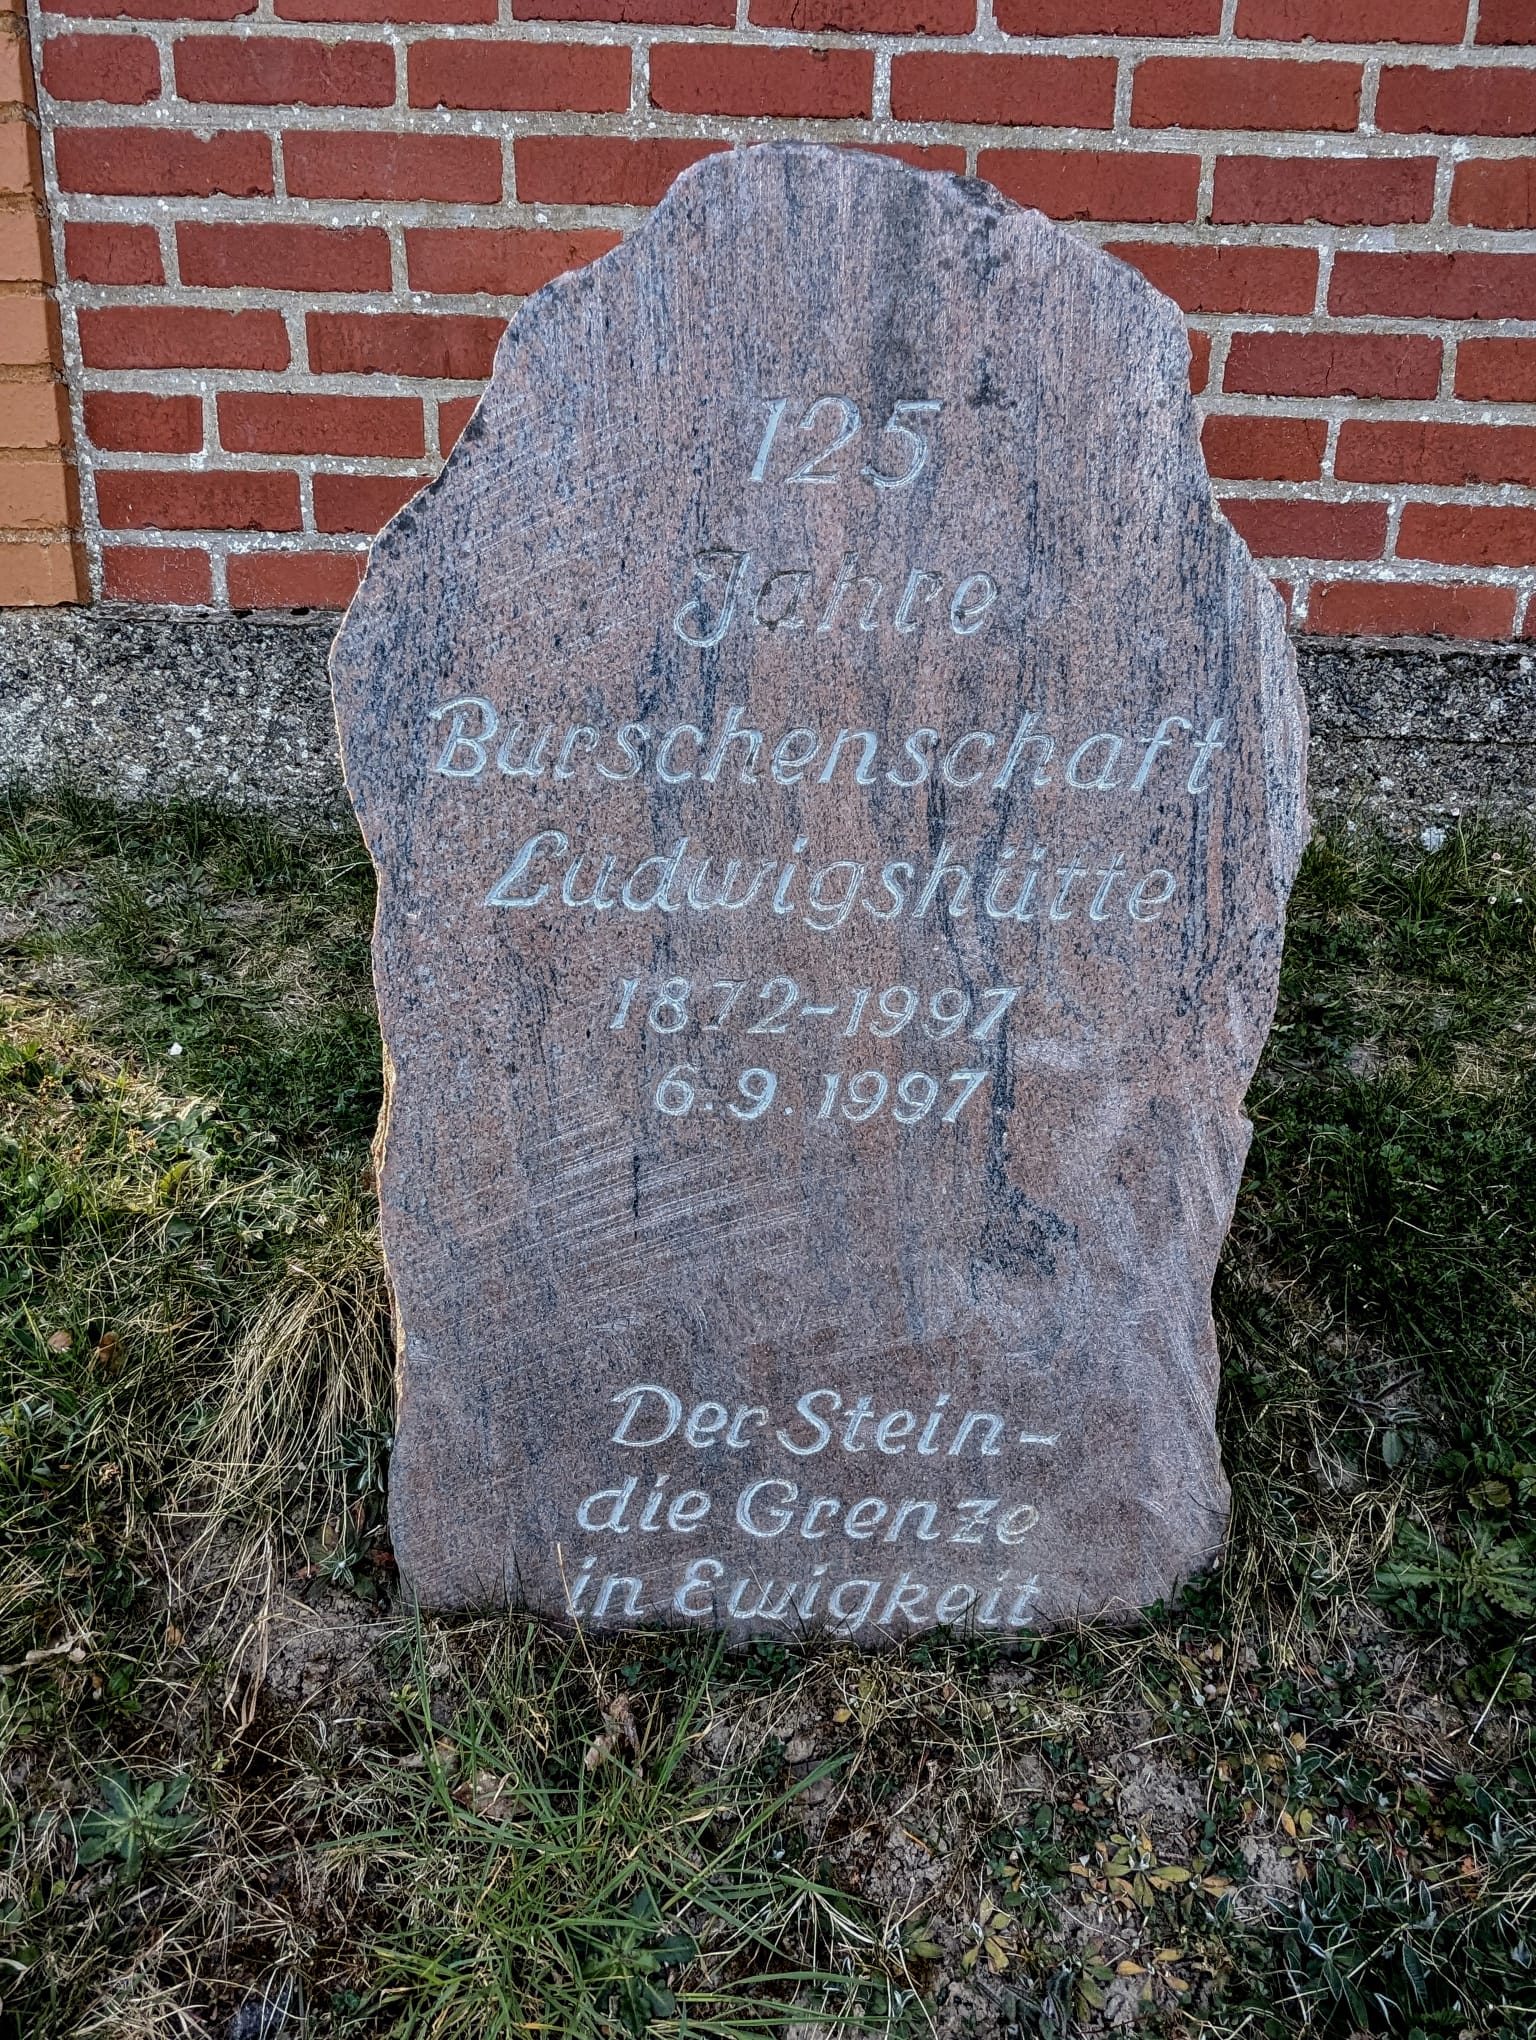 125
Jahre
Burschenschaft
Ludwigshütte
1872-1997
6.9.1997
Der Stein-
die Grenze
in Ewigkeit